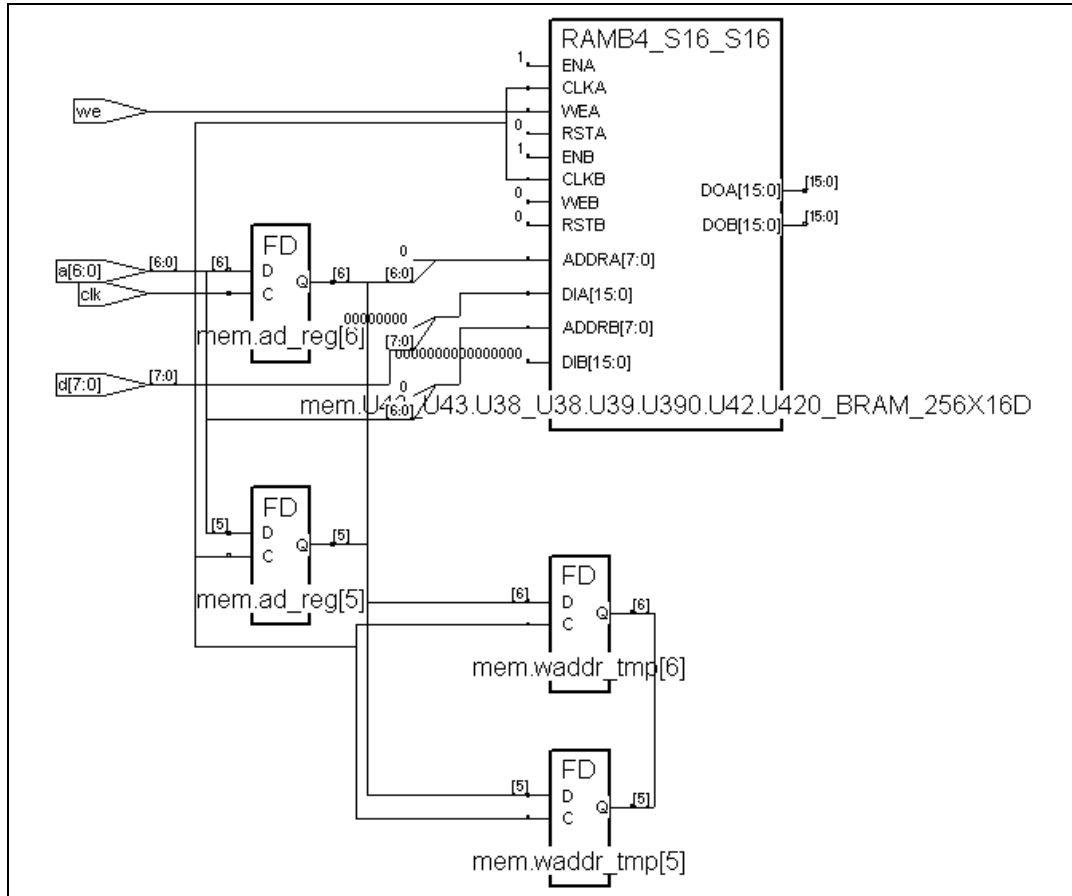 RAMB4_S16_S16
1 ENA
CLKA
we WEA
0 RSTA
1 ENB
CLKB
DOA[15:0] [15:0]
0 WEB
0 RSTB
DOB[15:0] [15:0]
FD
a[6:0] [6:0] [6] D
Q [6]
clk C
mem.ad_reg[6]
0
[6:0] ADDRA[7:0]
DIA[15:0]
00000000
[7:0] ADDRB[7:0]
0000000000000000 DIB[15:0]
d[7:0] [7:0]
0
[6:0]
mem.U43_U43.U38_U38.U39.U390.U42.U420_BRAM_256X16D
FD
[5] D
Q [5]
C
mem.ad_reg[5]
FD
[6] D
Q [6]
C
mem.waddr_tmp[6]
FD
[5] D
Q [5]
C
mem.waddr_tmp[5]